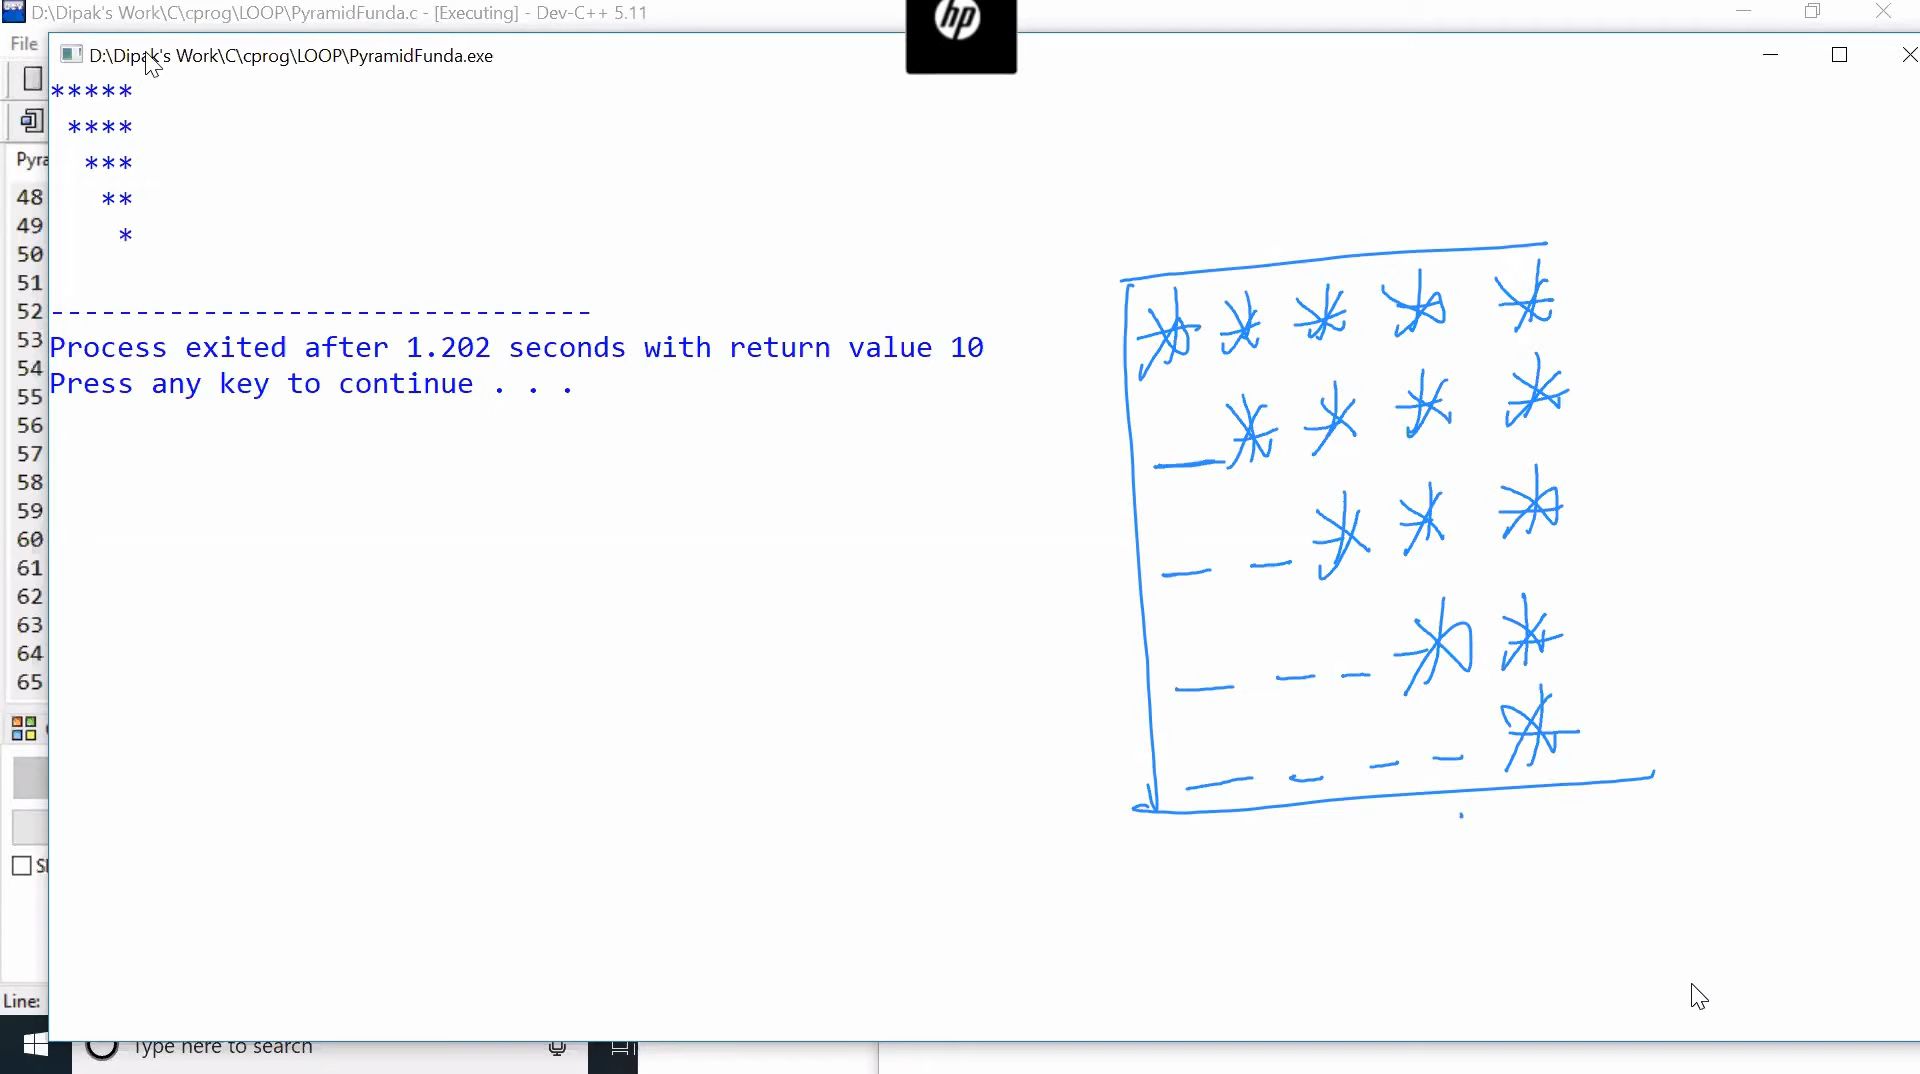 D:\Dipak's Work\C\cprog\LOOP\PyramidFunda.c - [Executing] - Dev-C++ 5.11
hp
File
D:\Dipak's Work\C\cprog\LOOP\PyramidFunda.exe
*****
 ****
  ***
   **
    *
--------------------------------
Process exited after 1.202 seconds with return value 10
Press any key to continue . . .
Pyra
48
49
50
51
52
53
54
55
56
57
58
59
60
61
62
63
64
65
* * * * *
_ * * * *
_ _ * * *
_ _ _ * *
_ _ _ _ *
Line:
Type here to search